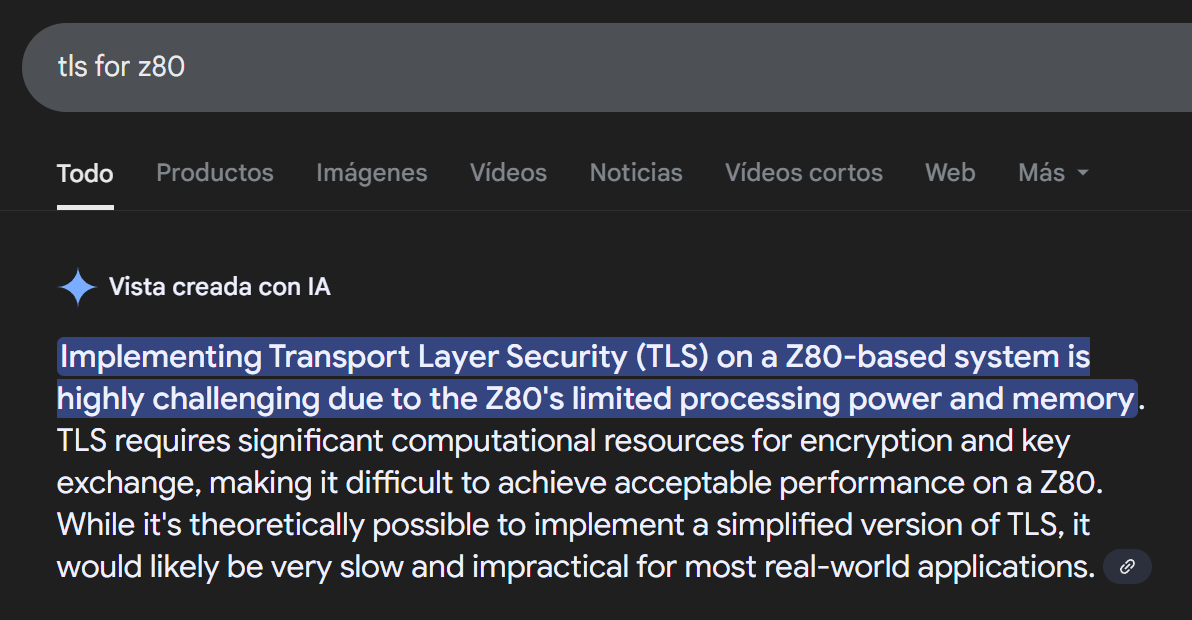 tls for z80
Todo Productos Imágenes Vídeos Noticias Vídeos cortos Web Más
Vista creada con IA
Implementing Transport Layer Security (TLS) on a Z80-based system is
highly challenging due to the Z80's limited processing power and memory.
TLS requires significant computational resources for encryption and key
exchange, making it difficult to achieve acceptable performance on a Z80.
While it's theoretically possible to implement a simplified version of TLS, it
would likely be very slow and impractical for most real-world applications.